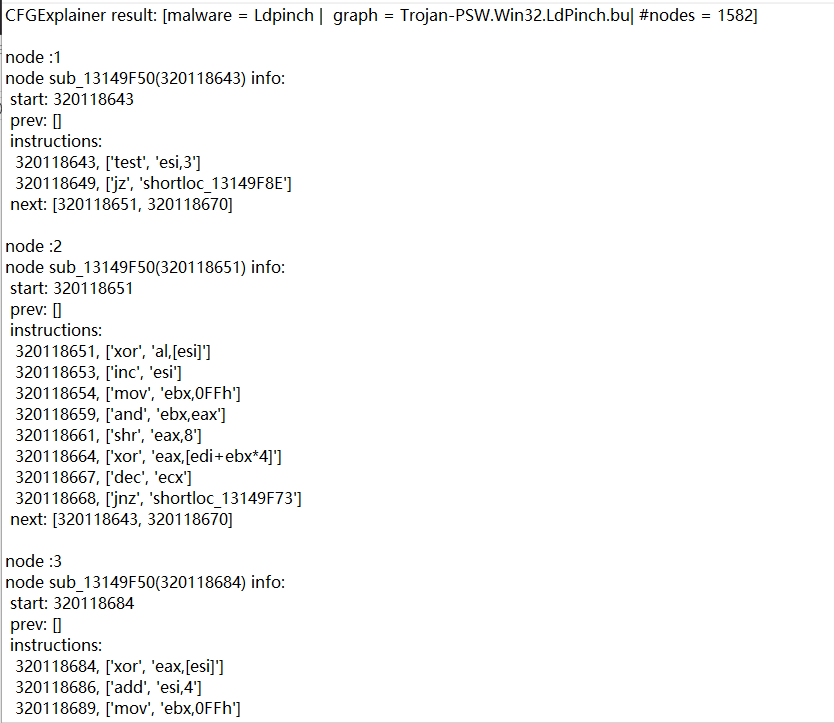 CFGExplainer result: [malware = Ldpinch | graph = Trojan-PSW.Win32.LdPinch.bu| #nodes = 1582]
node :1
node sub_13149F50(320118643) info:
start: 320118643
prev: []
instructions:
320118643, ['test', 'esi,3']
320118649, ['jz', 'shortloc_13149F8E']
next: [320118651, 320118670]
node :2
node sub_13149F50(320118651) info:
start: 320118651
prev: []
instructions:
320118651, ['xor', 'al,[esi]']
320118653, ['inc', 'esi']
320118654, ['mov', 'ebx,0FFh']
320118659, ['and', 'ebx,eax']
320118661, ['shr', 'eax,8']
320118664, ['xor', 'eax,[edi+ebx*4]']
320118667, ['dec', 'ecx']
320118668, ['jnz', 'shortloc_13149F73']
next: [320118643, 320118670]
node :3
node sub_13149F50(320118684) info:
start: 320118684
prev: []
instructions:
320118684, ['xor', 'eax,[esi]']
320118686, ['add', 'esi,4']
320118689, ['mov', 'ebx,0FFh']